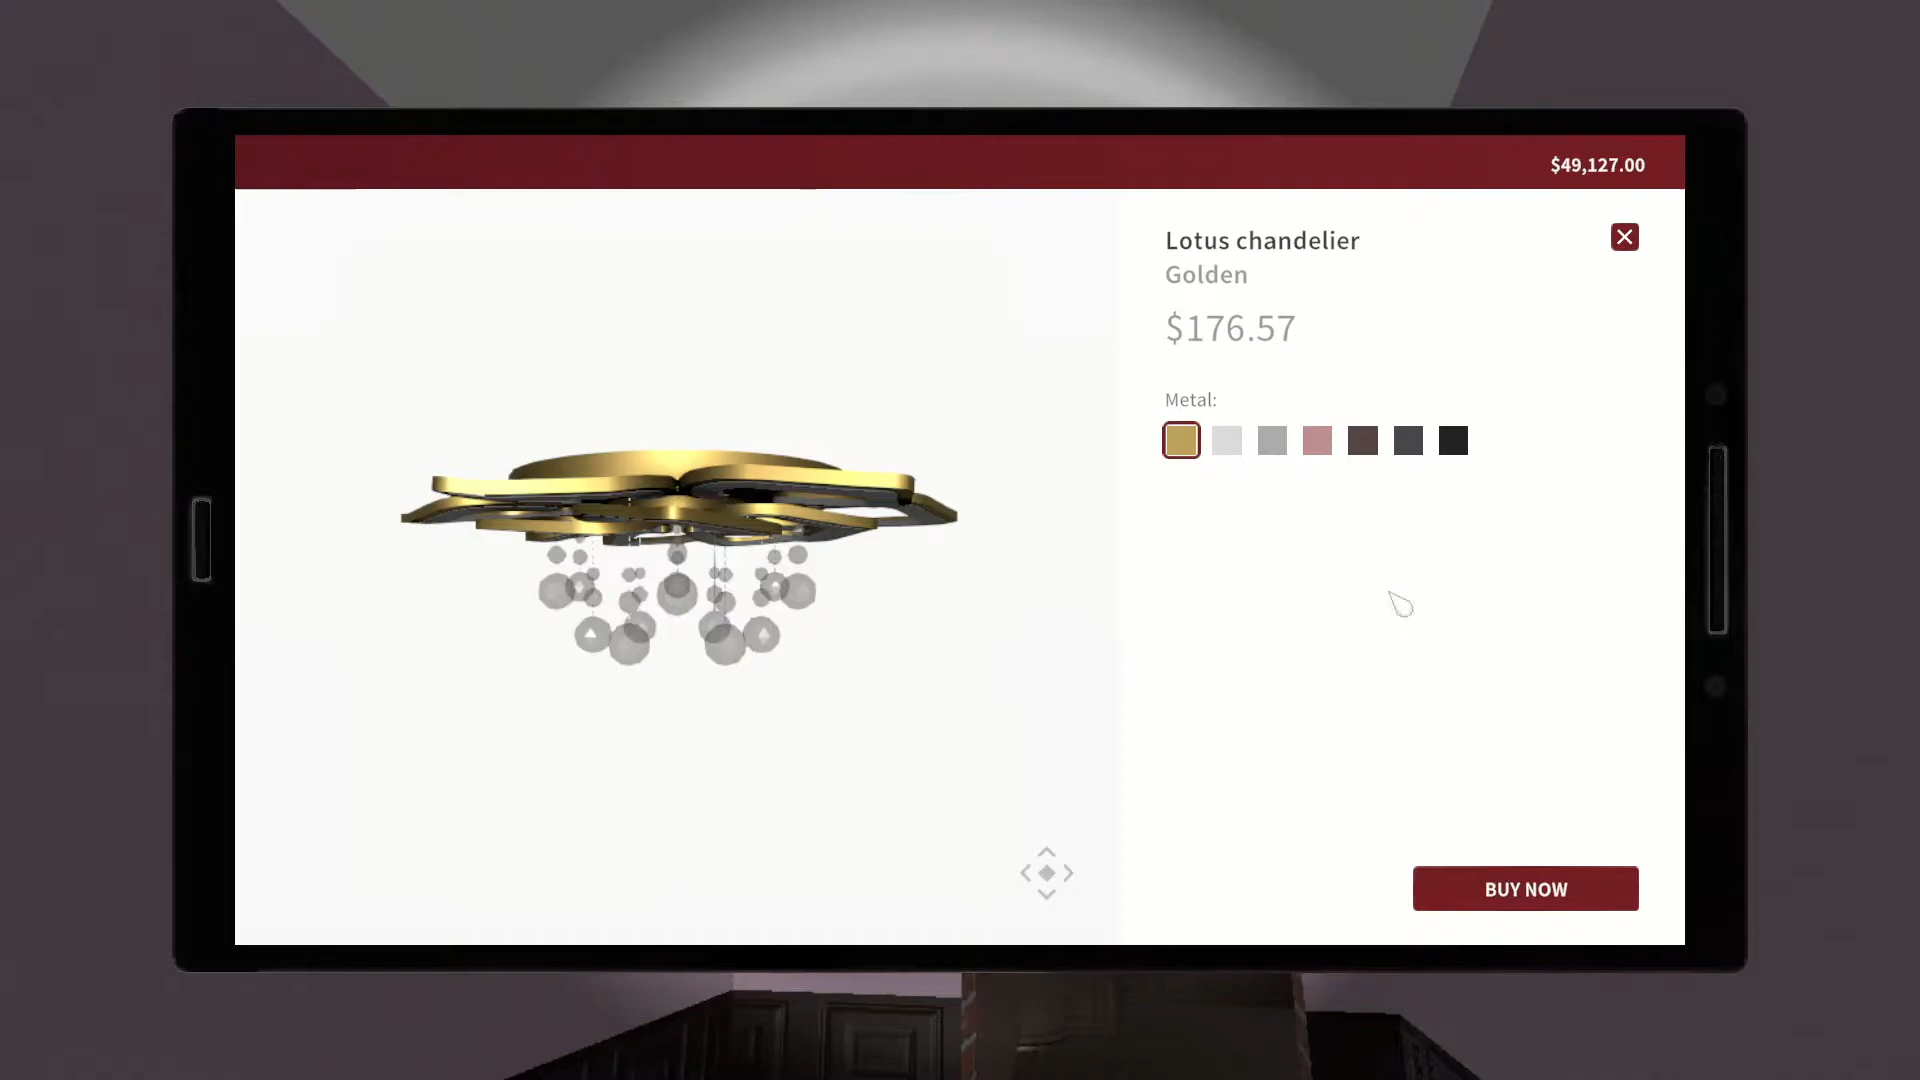 $49,127.00
Lotus chandelier
Golden
$176.57
Metal:
BUY NOW